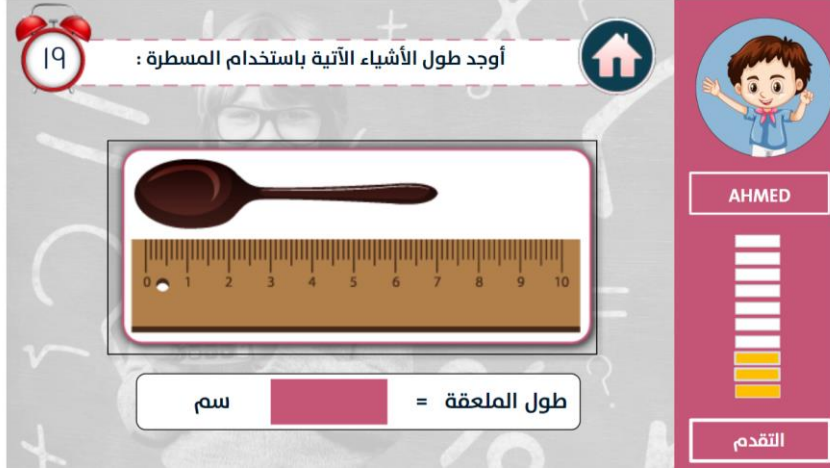 ١٩
أوجد طول الأشياء الآتية باستخدام المسطرة :
AHMED
0 1 2 3 4 5 6 7 8 9 10
طول الملعقة = سم
التقدم